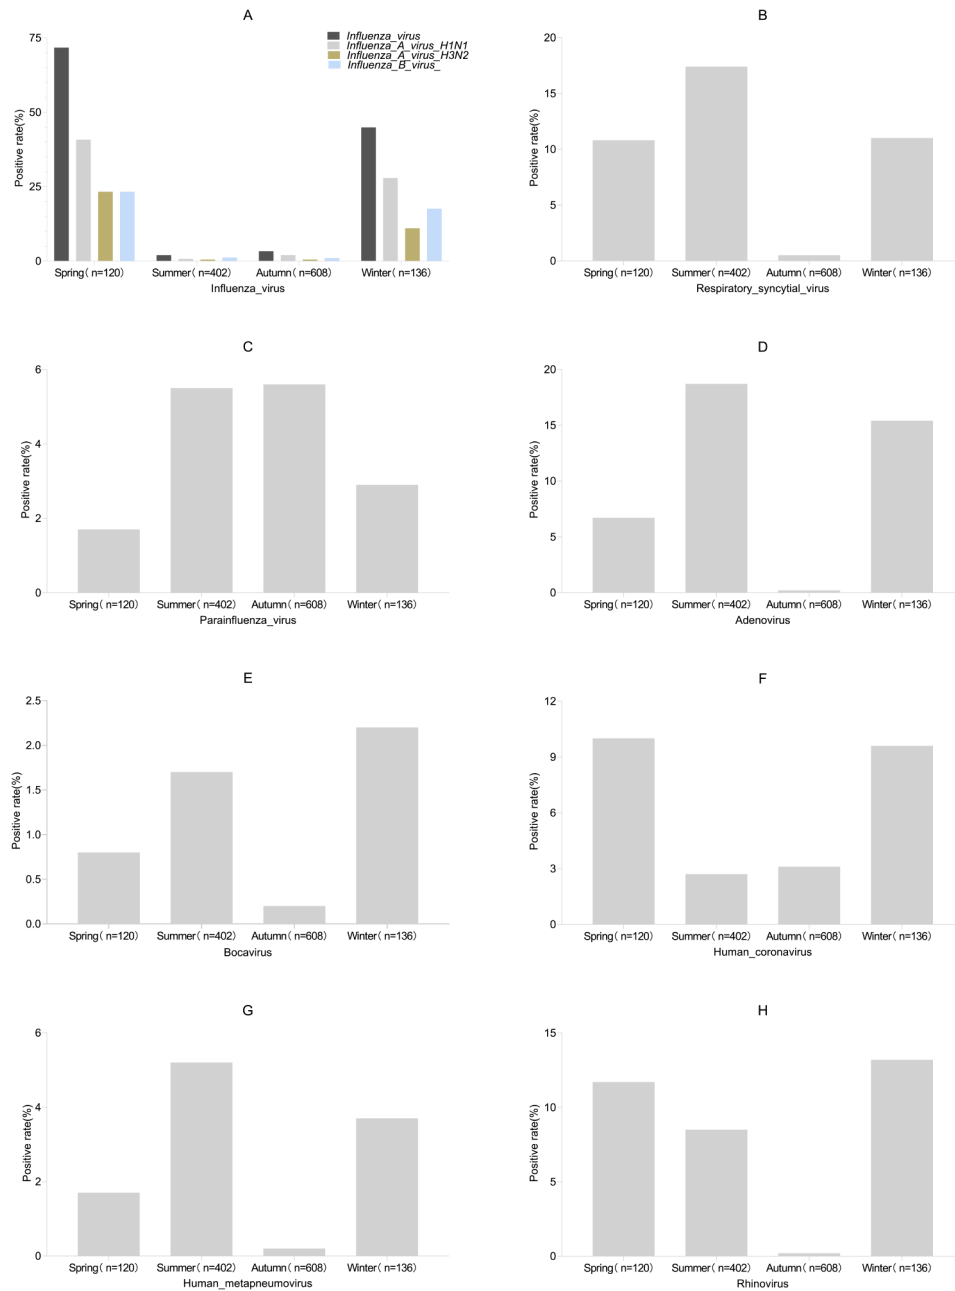 A
Influenza_virus
Influenza_A_virus_H1N1
Influenza_A_virus_H3N2
Influenza_B_virus_
Positive rate(%)
75
50
25
0
Spring( n=120) Summer( n=402) Autumn( n=608) Winter( n=136)
Influenza_virus
B
Positive rate(%)
20
15
10
5
0
Spring( n=120) Summer( n=402) Autumn( n=608) Winter( n=136)
Respiratory_syncytial_virus
C
Positive rate(%)
6
4
2
0
Spring( n=120) Summer( n=402) Autumn( n=608) Winter( n=136)
Parainfluenza_virus
D
Positive rate(%)
20
15
10
5
0
Spring( n=120) Summer( n=402) Autumn( n=608) Winter( n=136)
Adenovirus
E
Positive rate(%)
2.5
2.0
1.5
1.0
0.5
0.0
Spring( n=120) Summer( n=402) Autumn( n=608) Winter( n=136)
Bocavirus
F
Positive rate(%)
12
9
6
3
0
Spring( n=120) Summer( n=402) Autumn( n=608) Winter( n=136)
Human_coronavirus
G
Positive rate(%)
6
4
2
0
Spring( n=120) Summer( n=402) Autumn( n=608) Winter( n=136)
Human_metapneumovirus
H
Positive rate(%)
15
10
5
0
Spring( n=120) Summer( n=402) Autumn( n=608) Winter( n=136)
Rhinovirus